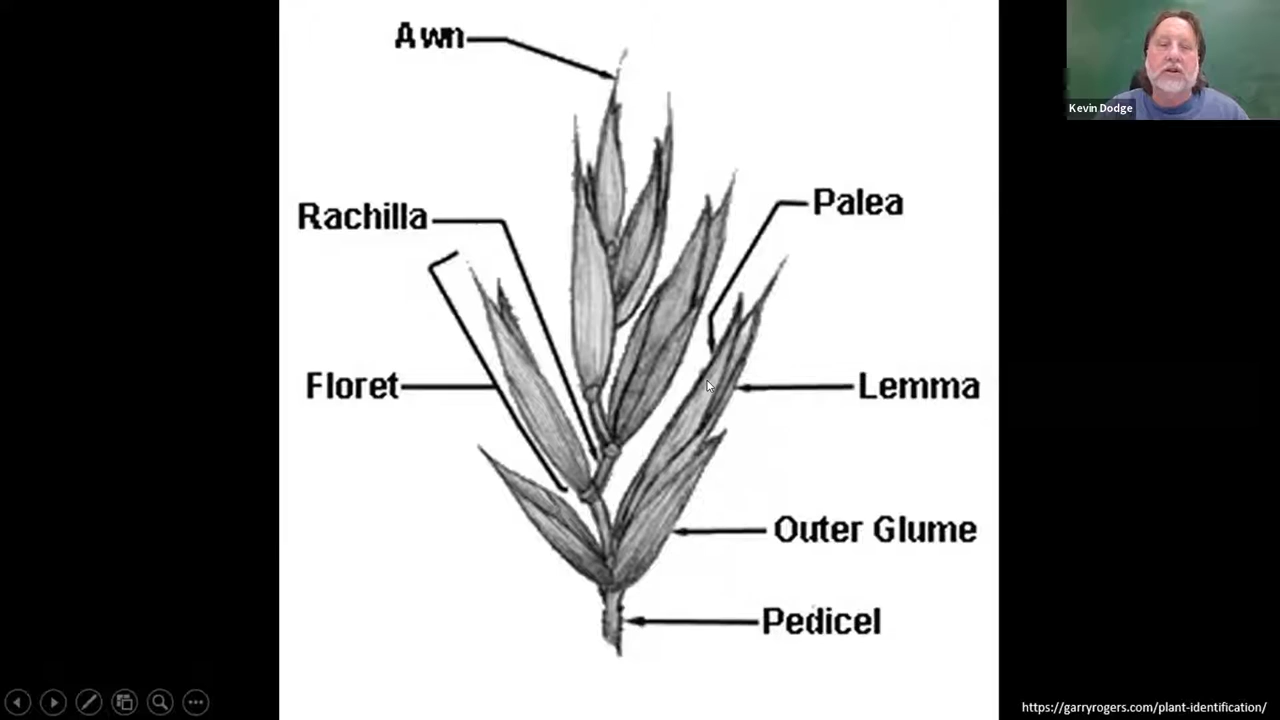 Awn
Kevin Dodge
Palea
Rachilla
Floret
Lemma
Outer Glume
Pedicel
https://garryrogers.com/plant-identification/